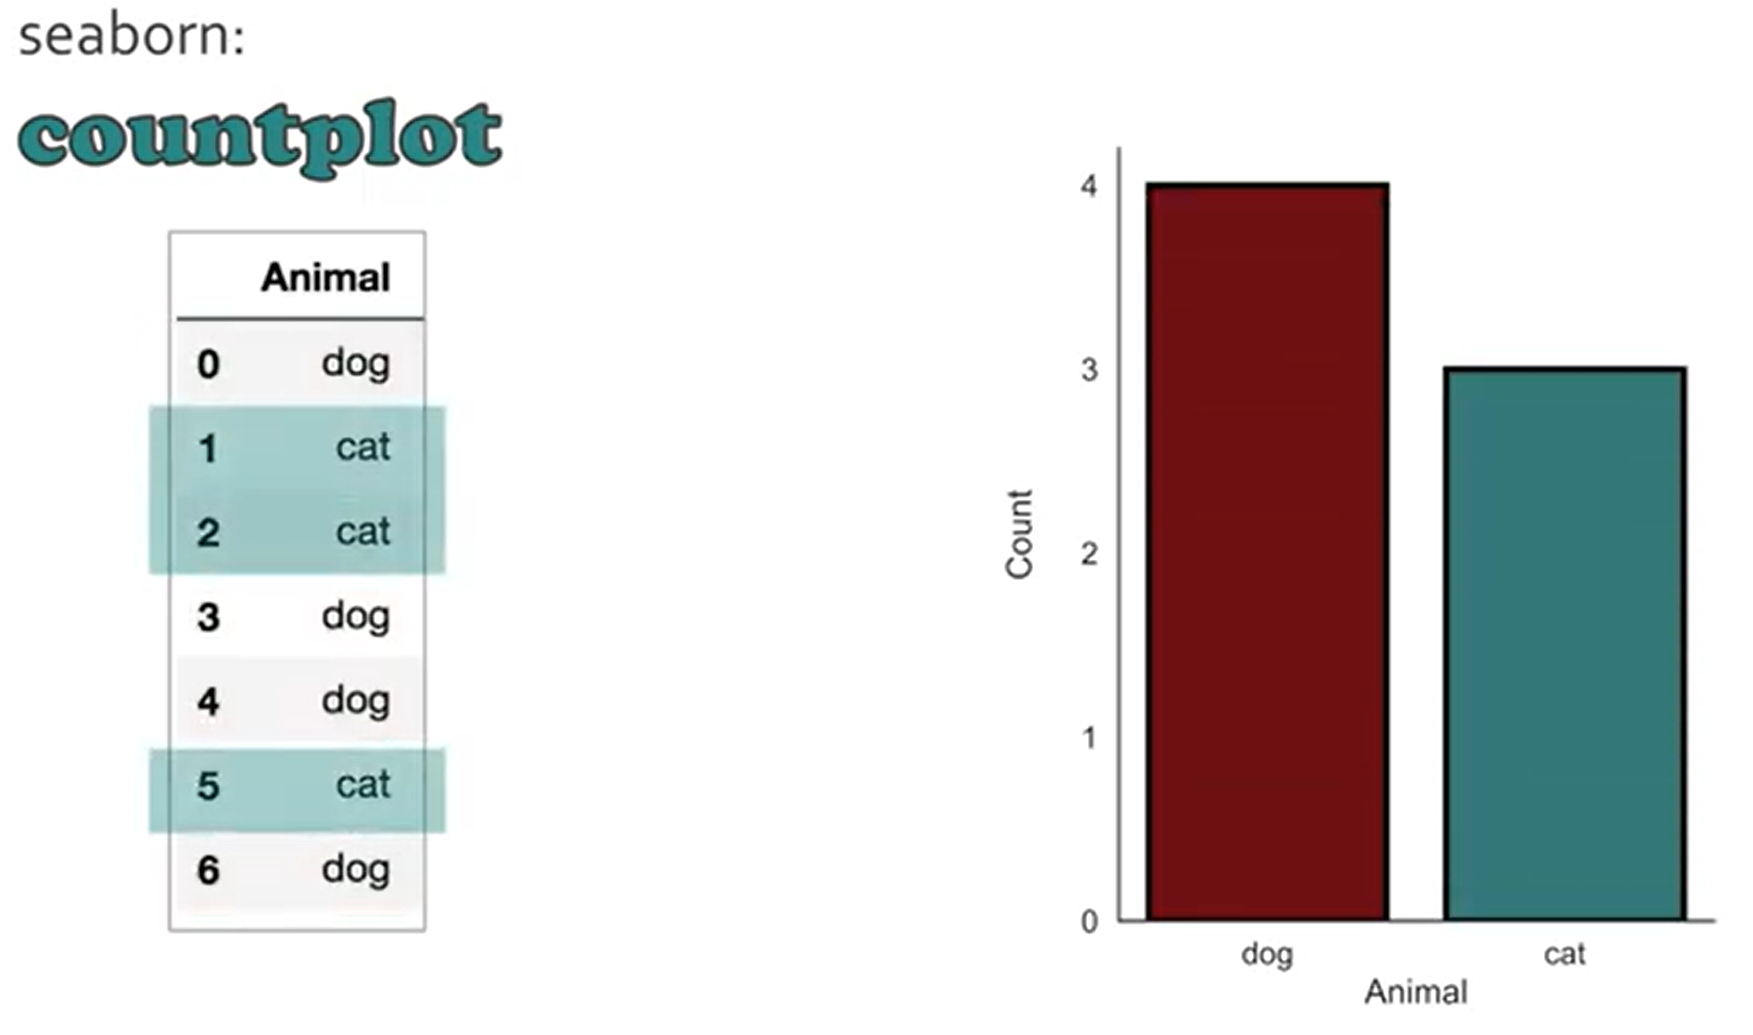 seaborn:
countplot
Animal
0 dog
1 cat
2 cat
3 dog
4 dog
5 cat
6 dog
4
3
2
1
0
Count
dog cat
Animal